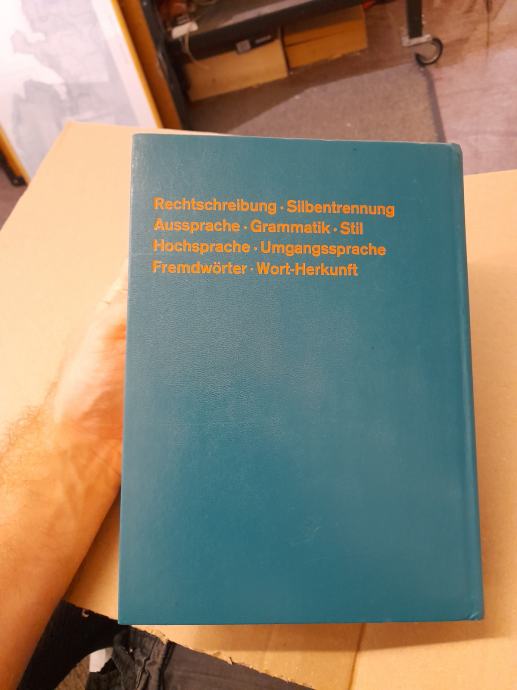 Rechtschreibung · Silbentrennung
Aussprache · Grammatik · Stil
Hochsprache · Umgangssprache
Fremdwörter · Wort-Herkunft